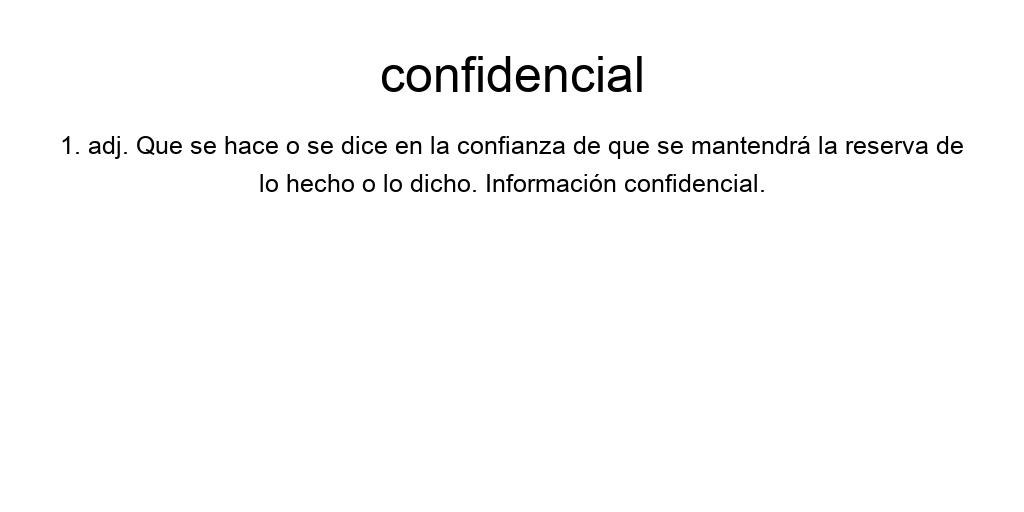 confidencial
1. adj. Que se hace o se dice en la confianza de que se mantendrá la reserva de
lo hecho o lo dicho. Información confidencial.